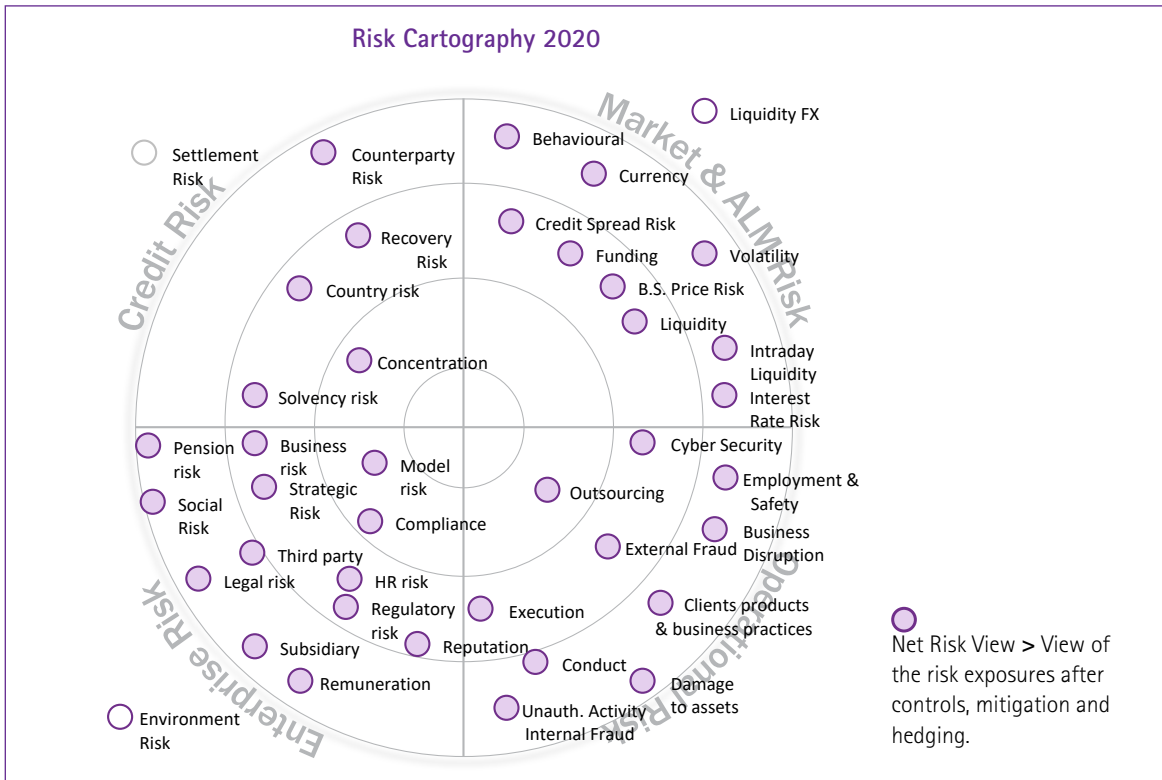 Risk Cartography 2020
Credit Risk
Market & ALM Risk
Enterprise Risk
Operational Risk
Settlement
Risk
Counterparty
Risk
Recovery
Risk
Country risk
Concentration
Solvency risk
Liquidity FX
Behavioural
Currency
Credit Spread Risk
Funding
Volatility
B.S. Price Risk
Liquidity
Intraday
Liquidity
Interest
Rate Risk
Pension
risk
Business
risk
Model
risk
Social
Risk
Strategic
Risk
Compliance
Third party
Legal risk
HR risk
Regulatory
risk
Subsidiary
Reputation
Remuneration
Environment
Risk
Cyber Security
Employment &
Safety
Outsourcing
Business
Disruption
External Fraud
Execution
Clients products
& business practices
Conduct
Damage
to assets
Unauth. Activity
Internal Fraud
Net Risk View > View of
the risk exposures after
controls, mitigation and
hedging.